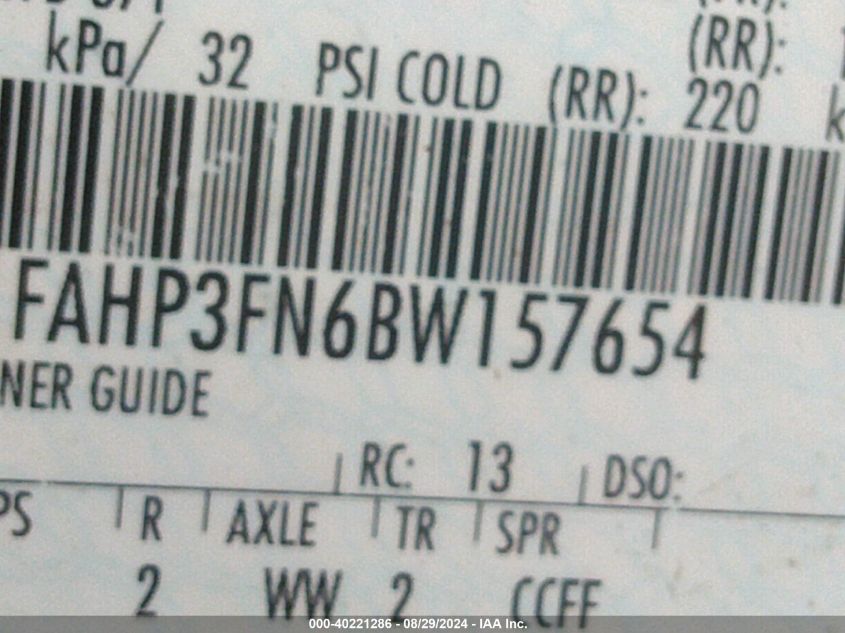 kPa/ 32 PSI COLD (RR): 220
(RR):
FAHP3FN6BW157654
NER GUIDE
RC: 13 DSO:
PS R AXLE TR SPR
2 WW 2 CCFF
000-40221286 - 08/29/2024 - IAA Inc.